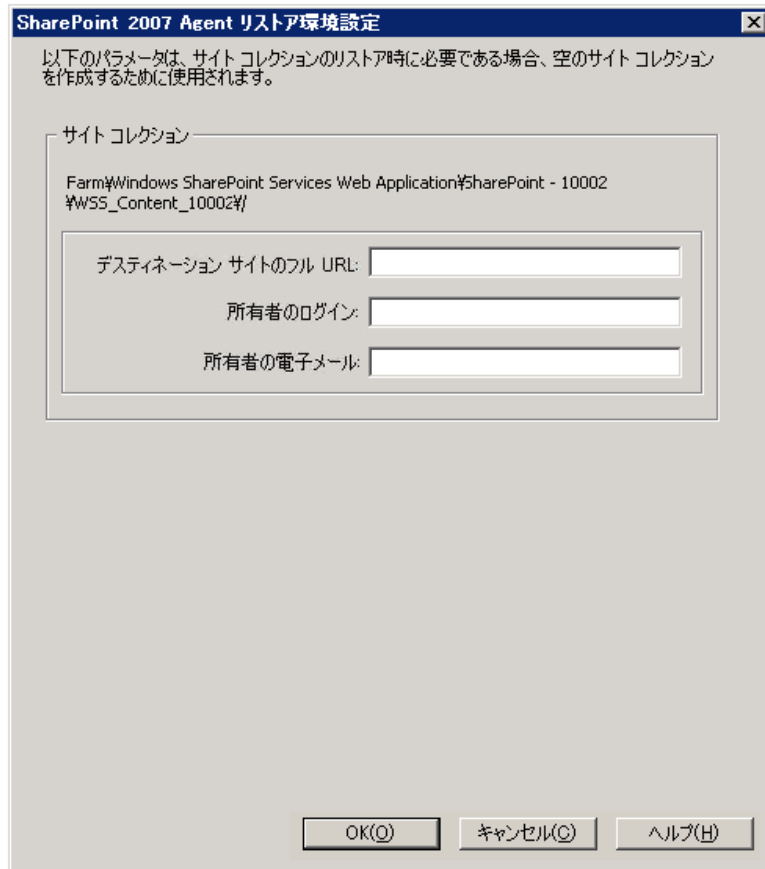 SharePoint 2007 Agent リストア環境設定
以下のパラメータは、サイト コレクションのリストア時に必要である場合、空のサイト コレクション
を作成するために使用されます。
サイト コレクション
Farm¥Windows SharePoint Services Web Application¥SharePoint - 10002
¥WSS_Content_10002¥/
デスティネーション サイトのフル URL:
所有者のログイン:
所有者の電子メール:
OK(O) キャンセル(C) ヘルプ(H)